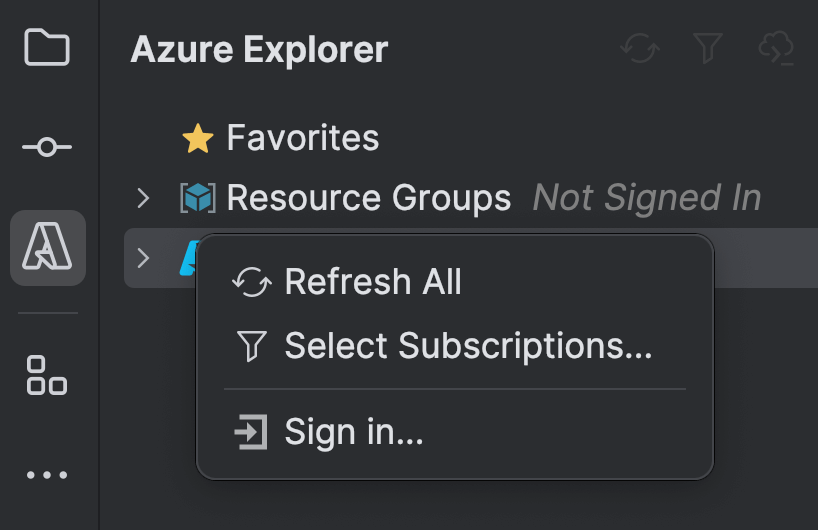 Azure Explorer
Favorites
Resource Groups Not Signed In
Refresh All
Select Subscriptions...
Sign in...